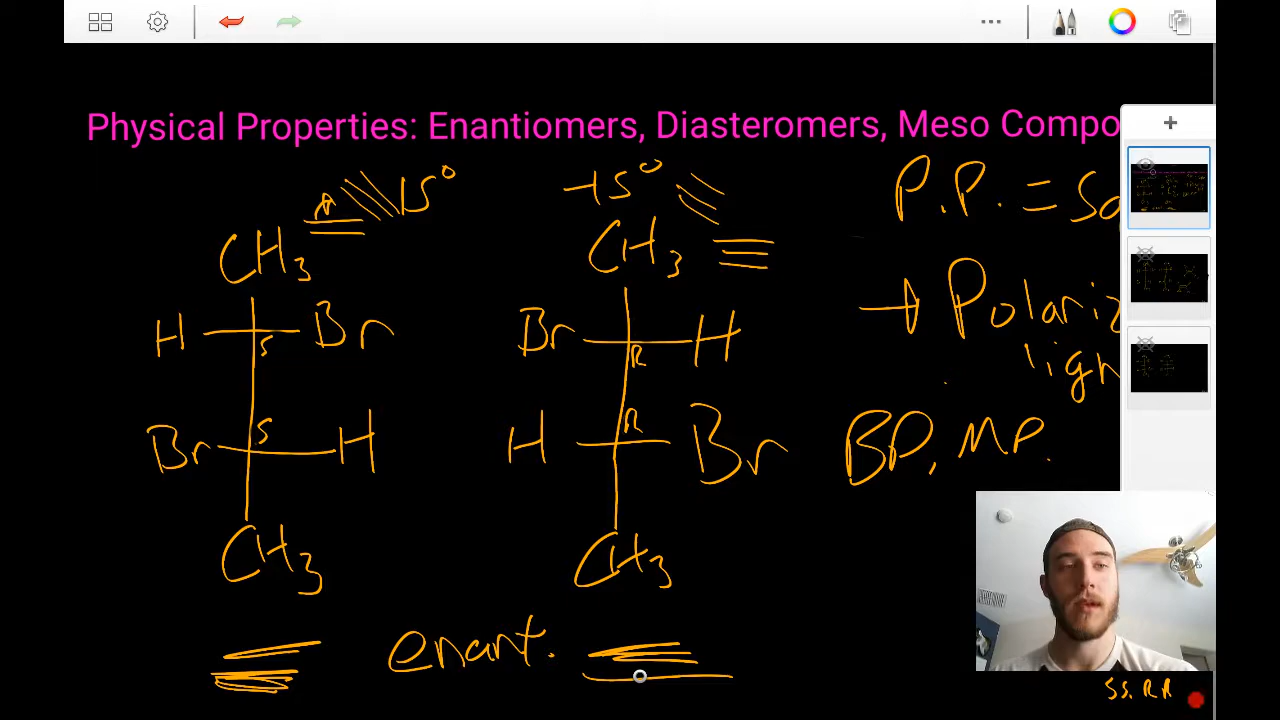 Physical Properties: Enantiomers, Diasteromers, Meso Compo
15° -15° P.P. = Sa
CH3 CH3
→ Polariz
H Br Br H
S R
ligh
S R
Br H H Br BP, MP.
CH3 CH3
enant.
SS, RR